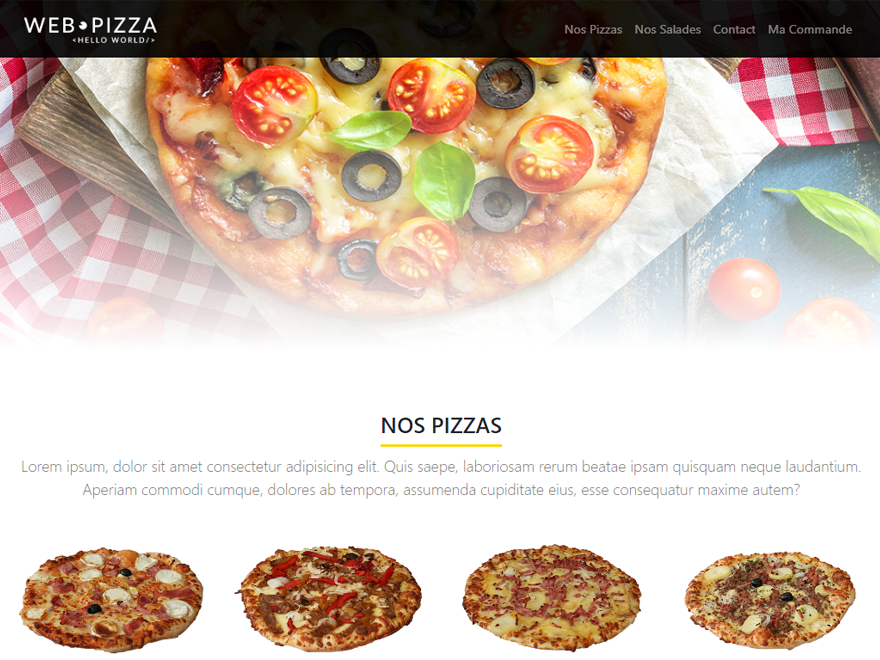 WEB PIZZA
<HELLO WORLD/>
Nos Pizzas Nos Salades Contact Ma Commande
NOS PIZZAS
Lorem ipsum, dolor sit amet consectetur adipisicing elit. Quis saepe, laboriosam rerum beatae ipsam quisquam neque laudantium.
Aperiam commodi cumque, dolores ab tempora, assumenda cupiditate eius, esse consequatur maxime autem?